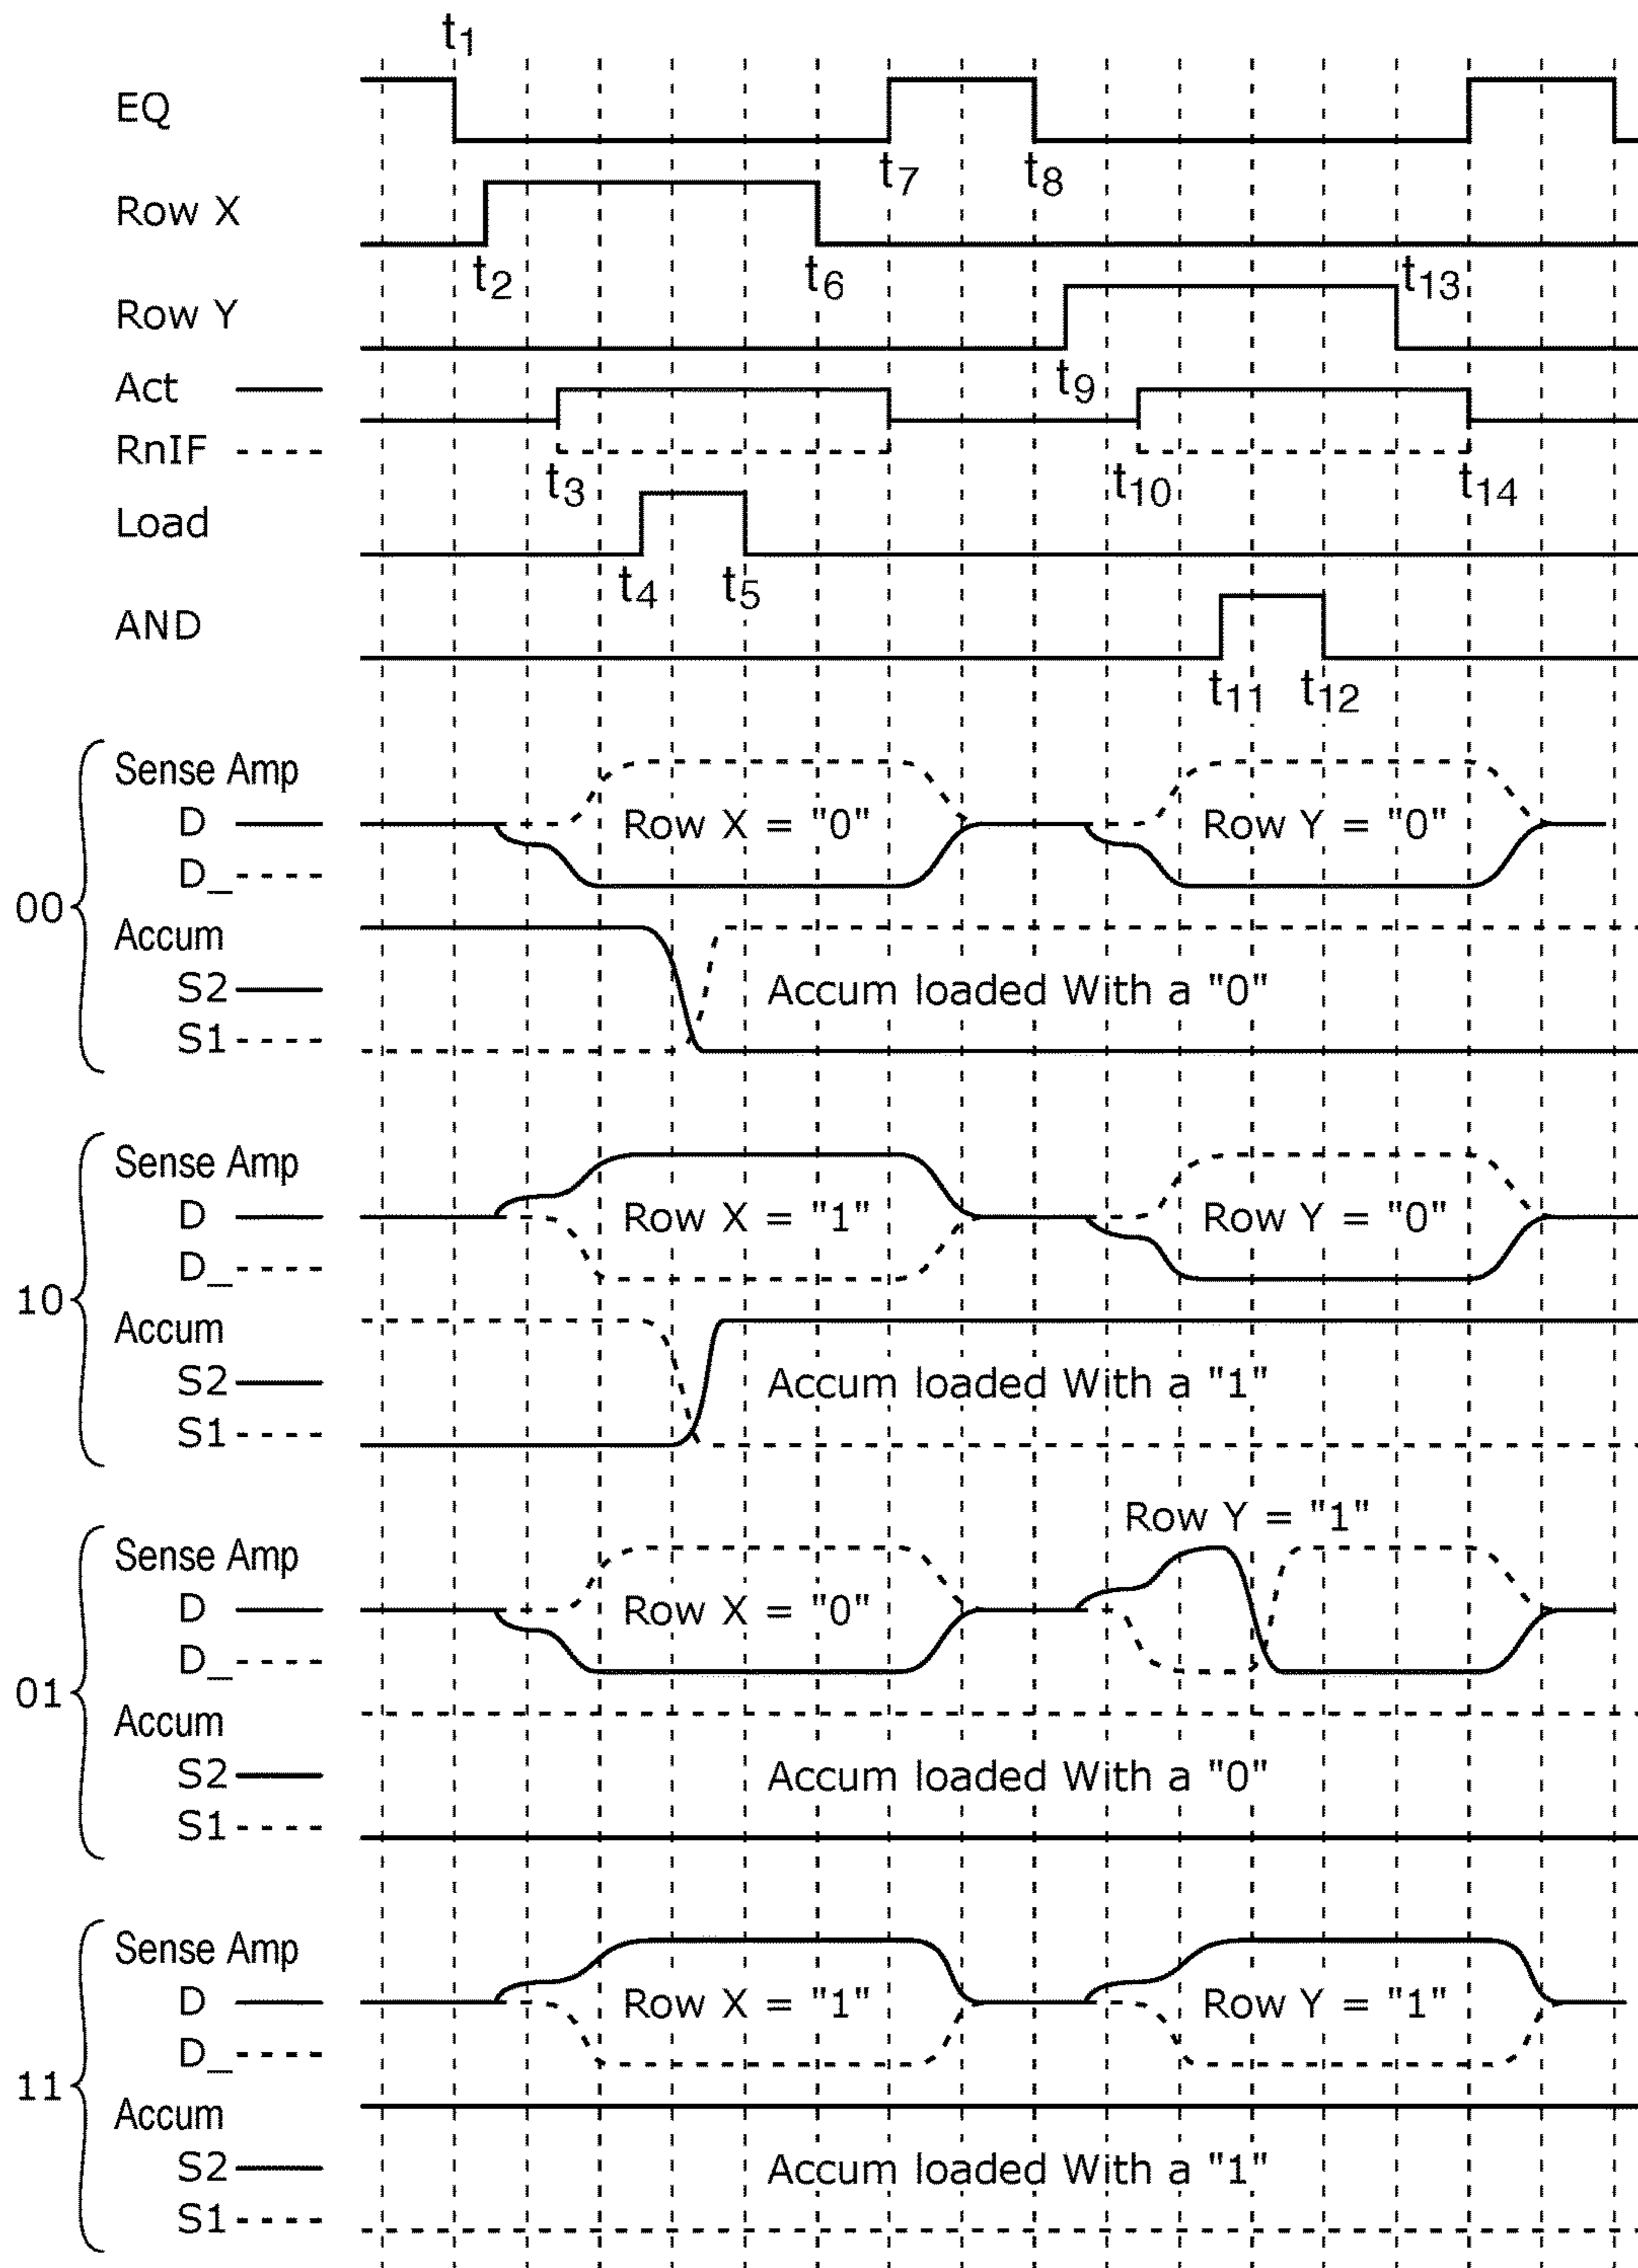 t1
EQ
t7 t8
Row X
t2 t6 t13
Row Y
t9
Act
RnIF
t3 t10 t14
Load
t4 t5
AND
t11 t12
00
Sense Amp
D
Row X = "0" Row Y = "0"
D_
Accum
S2
Accum loaded With a "0"
S1
10
Sense Amp
D
Row X = "1" Row Y = "0"
D_
Accum
S2
Accum loaded With a "1"
S1
01
Row Y = "1"
Sense Amp
D
Row X = "0"
D_
Accum
S2
Accum loaded With a "0"
S1
11
Sense Amp
D
Row X = "1" Row Y = "1"
D_
Accum
S2
Accum loaded With a "1"
S1